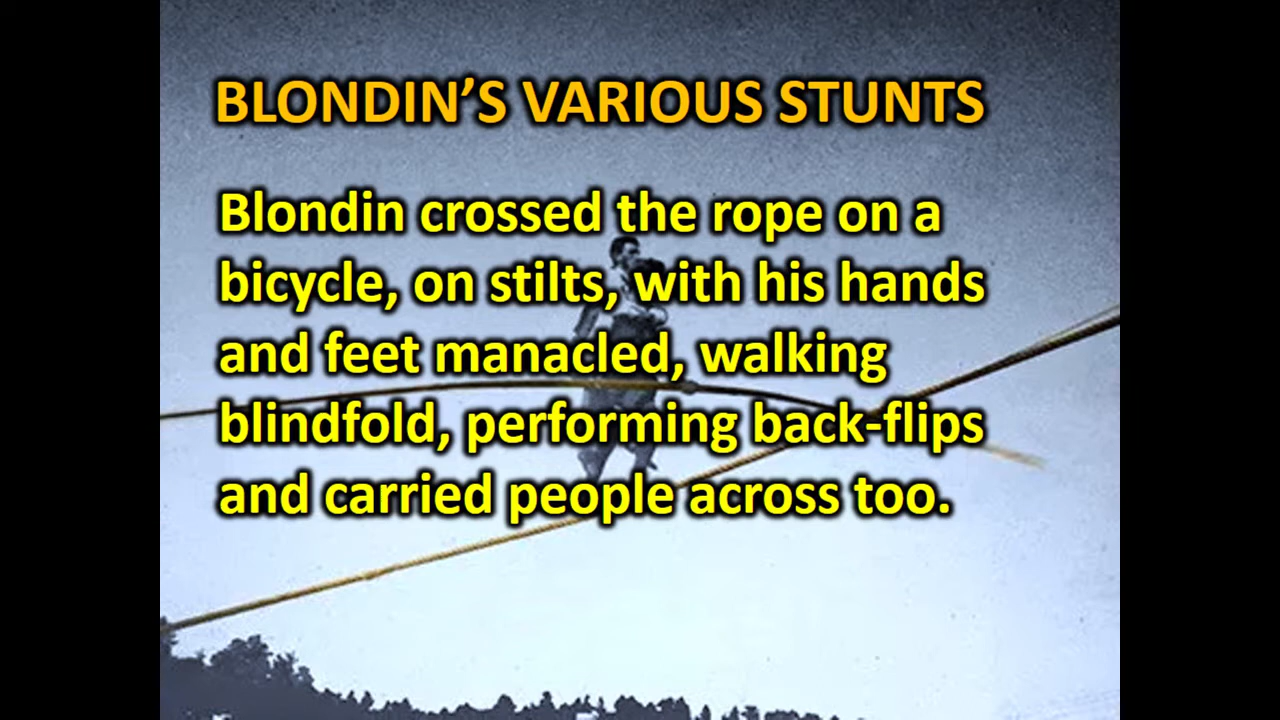 BLONDIN’S VARIOUS STUNTS
Blondin crossed the rope on a
bicycle, on stilts, with his hands
and feet manacled, walking
blindfold, performing back-flips
and carried people across too.